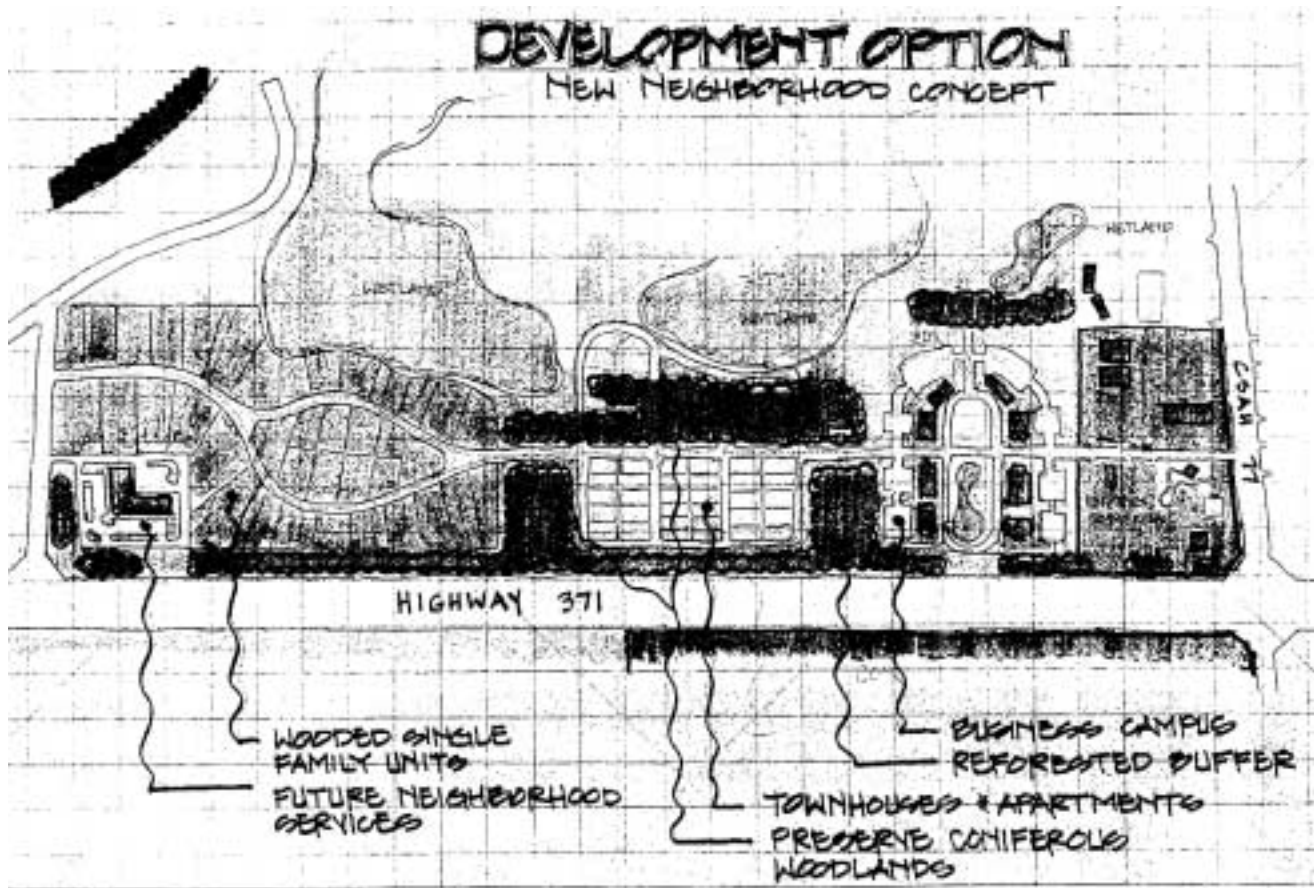 DEVELOPMENT OPTION
NEW NEIGHBORHOOD CONCEPT
WETLAND
WETLAND
WETLAND
CSAH 77
HIGHWAY 371
WOODED SINGLE
FAMILY UNITS
FUTURE NEIGHBORHOOD
SERVICES
BUSINESS CAMPUS
REFORESTED BUFFER
TOWNHOUSES & APARTMENTS
PRESERVE CONIFEROUS
WOODLANDS